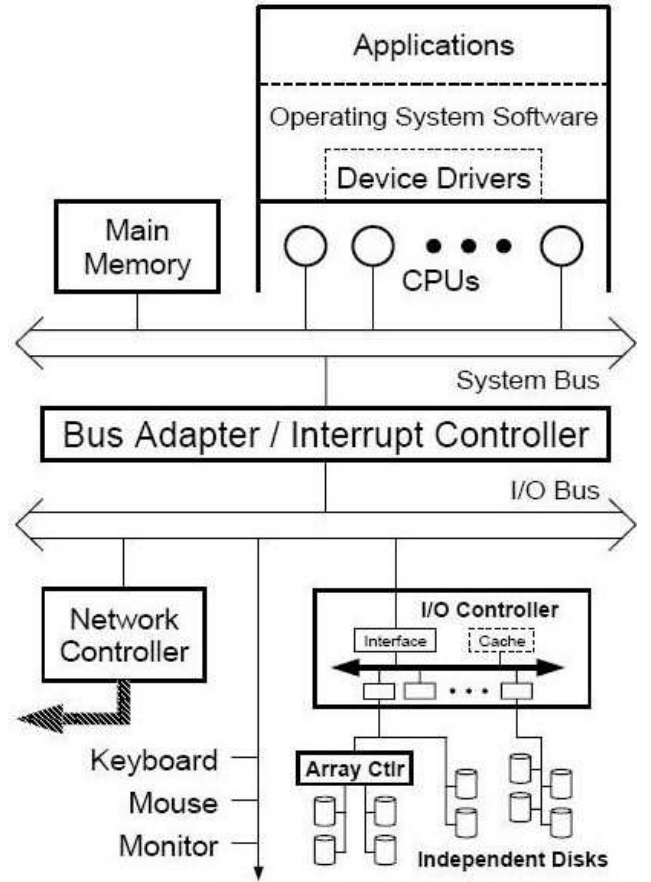 Applications
Operating System Software
Device Drivers
Main
Memory
CPUs
System Bus
Bus Adapter / Interrupt Controller
I/O Bus
Network
Controller
I/O Controller
Interface
Cache
Keyboard
Mouse
Monitor
Array Ctlr
Independent Disks